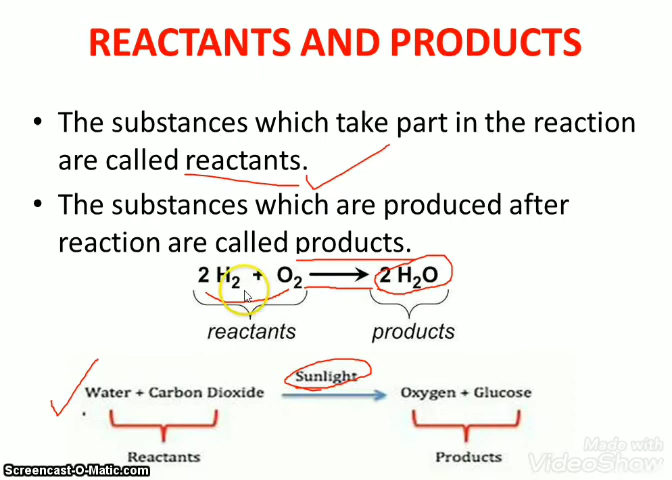 REACTANTS AND PRODUCTS
• The substances which take part in the reaction
are called reactants.
• The substances which are produced after
reaction are called products.
2 H₂ + O₂ ⟶ 2 H₂O
reactants products
Sunlight
Water + Carbon Dioxide Oxygen + Glucose
Reactants Products
Made with
VideoShow
Screencast-O-Matic.com